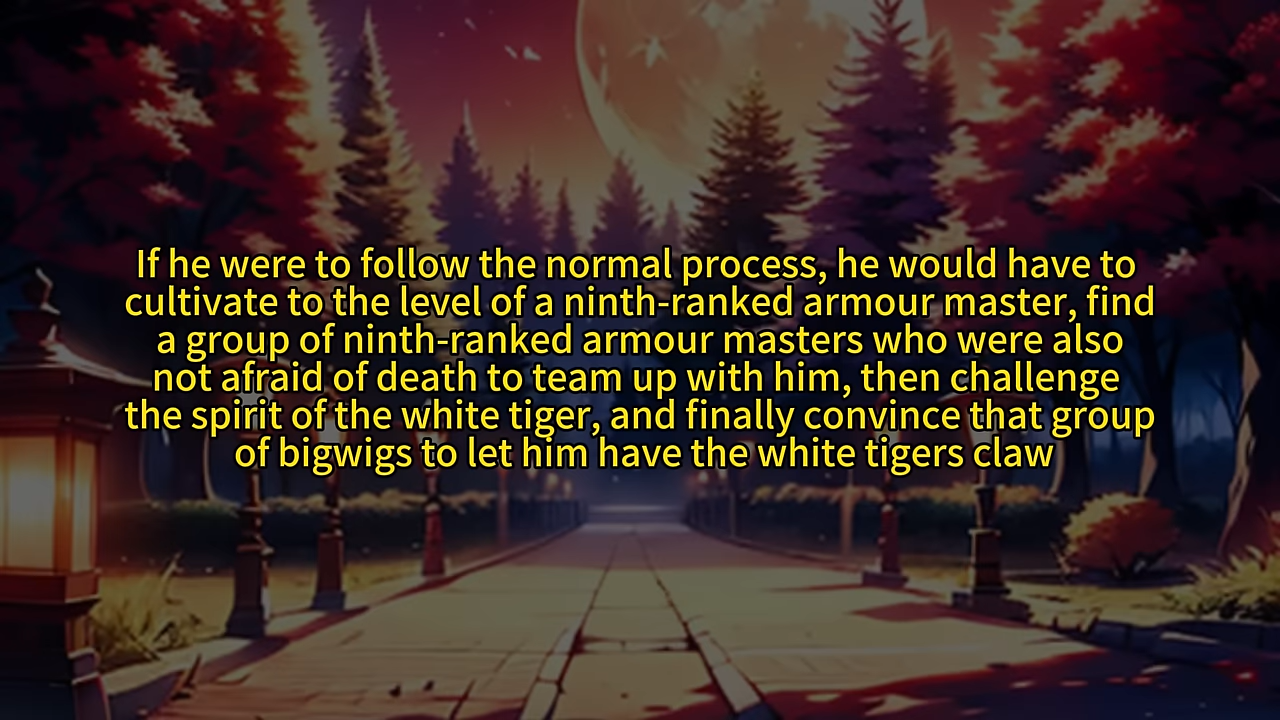 If he were to follow the normal process, he would have to
cultivate to the level of a ninth-ranked armour master, find
a group of ninth-ranked armour masters who were also
not afraid of death to team up with him, then challenge
the spirit of the white tiger, and finally convince that group
of bigwigs to let him have the white tigers claw